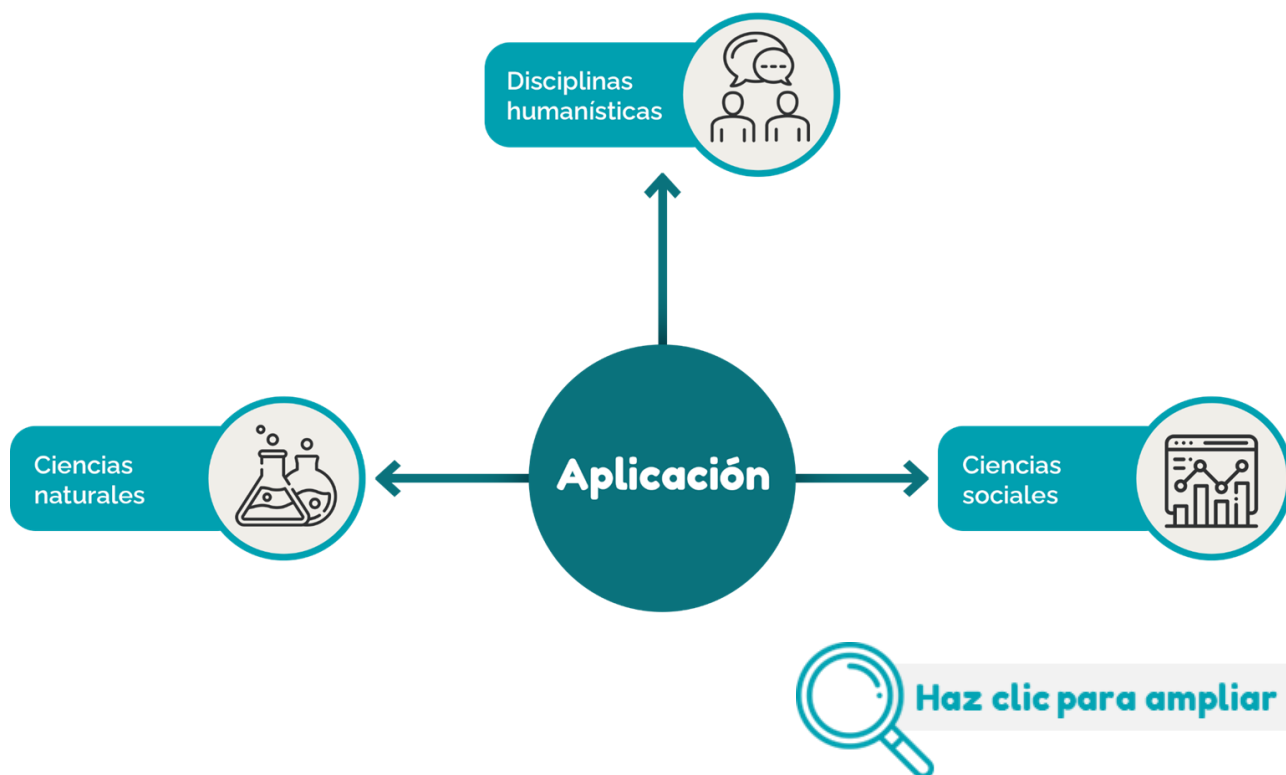 Disciplinas
humanísticas
Ciencias
naturales
Aplicación
Ciencias
sociales
Haz clic para ampliar